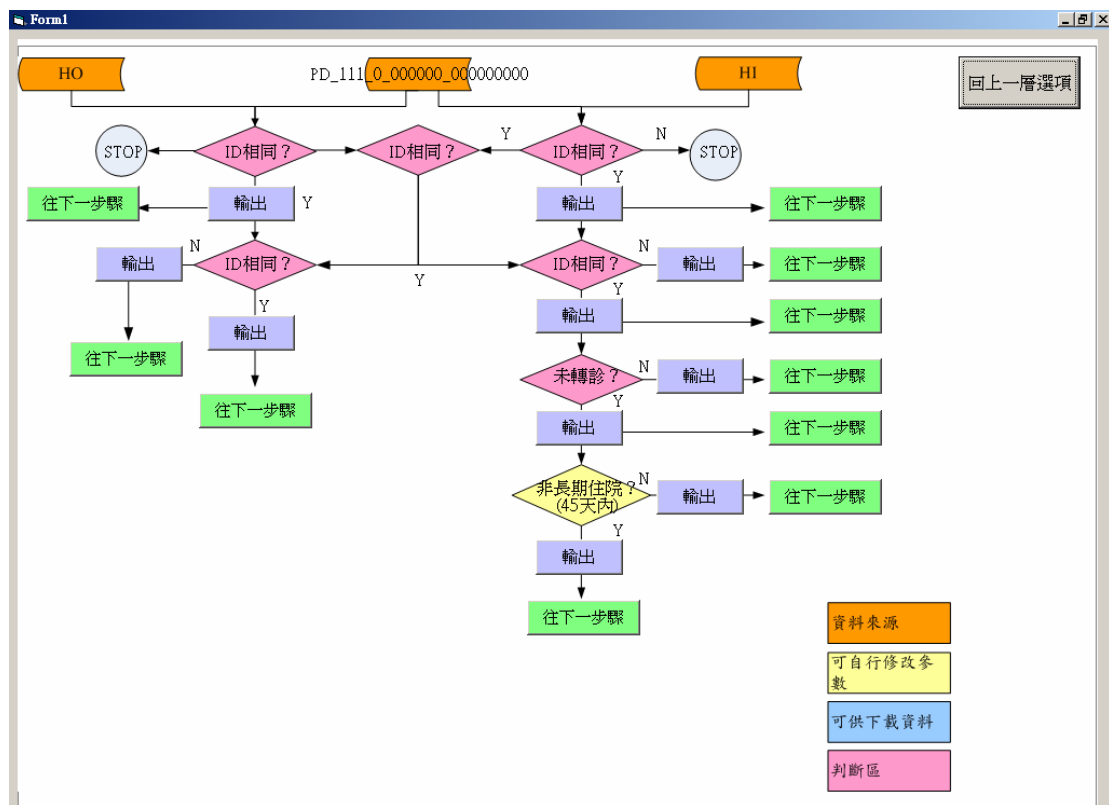 Form1
HO
PD_111_0_000000_000000000
HI
回上一層選項
STOP
ID相同？
ID相同？
Y
ID相同？
N
STOP
往下一步驟
輸出
Y
Y
輸出
往下一步驟
N
輸出
ID相同？
Y
ID相同？
N
輸出
往下一步驟
Y
Y
輸出
輸出
往下一步驟
往下一步驟
未轉診？
N
輸出
往下一步驟
往下一步驟
Y
輸出
往下一步驟
非長期住院？
(45天內)
N
輸出
往下一步驟
Y
輸出
往下一步驟
資料來源
可自行修改參
數
可供下載資料
判斷區